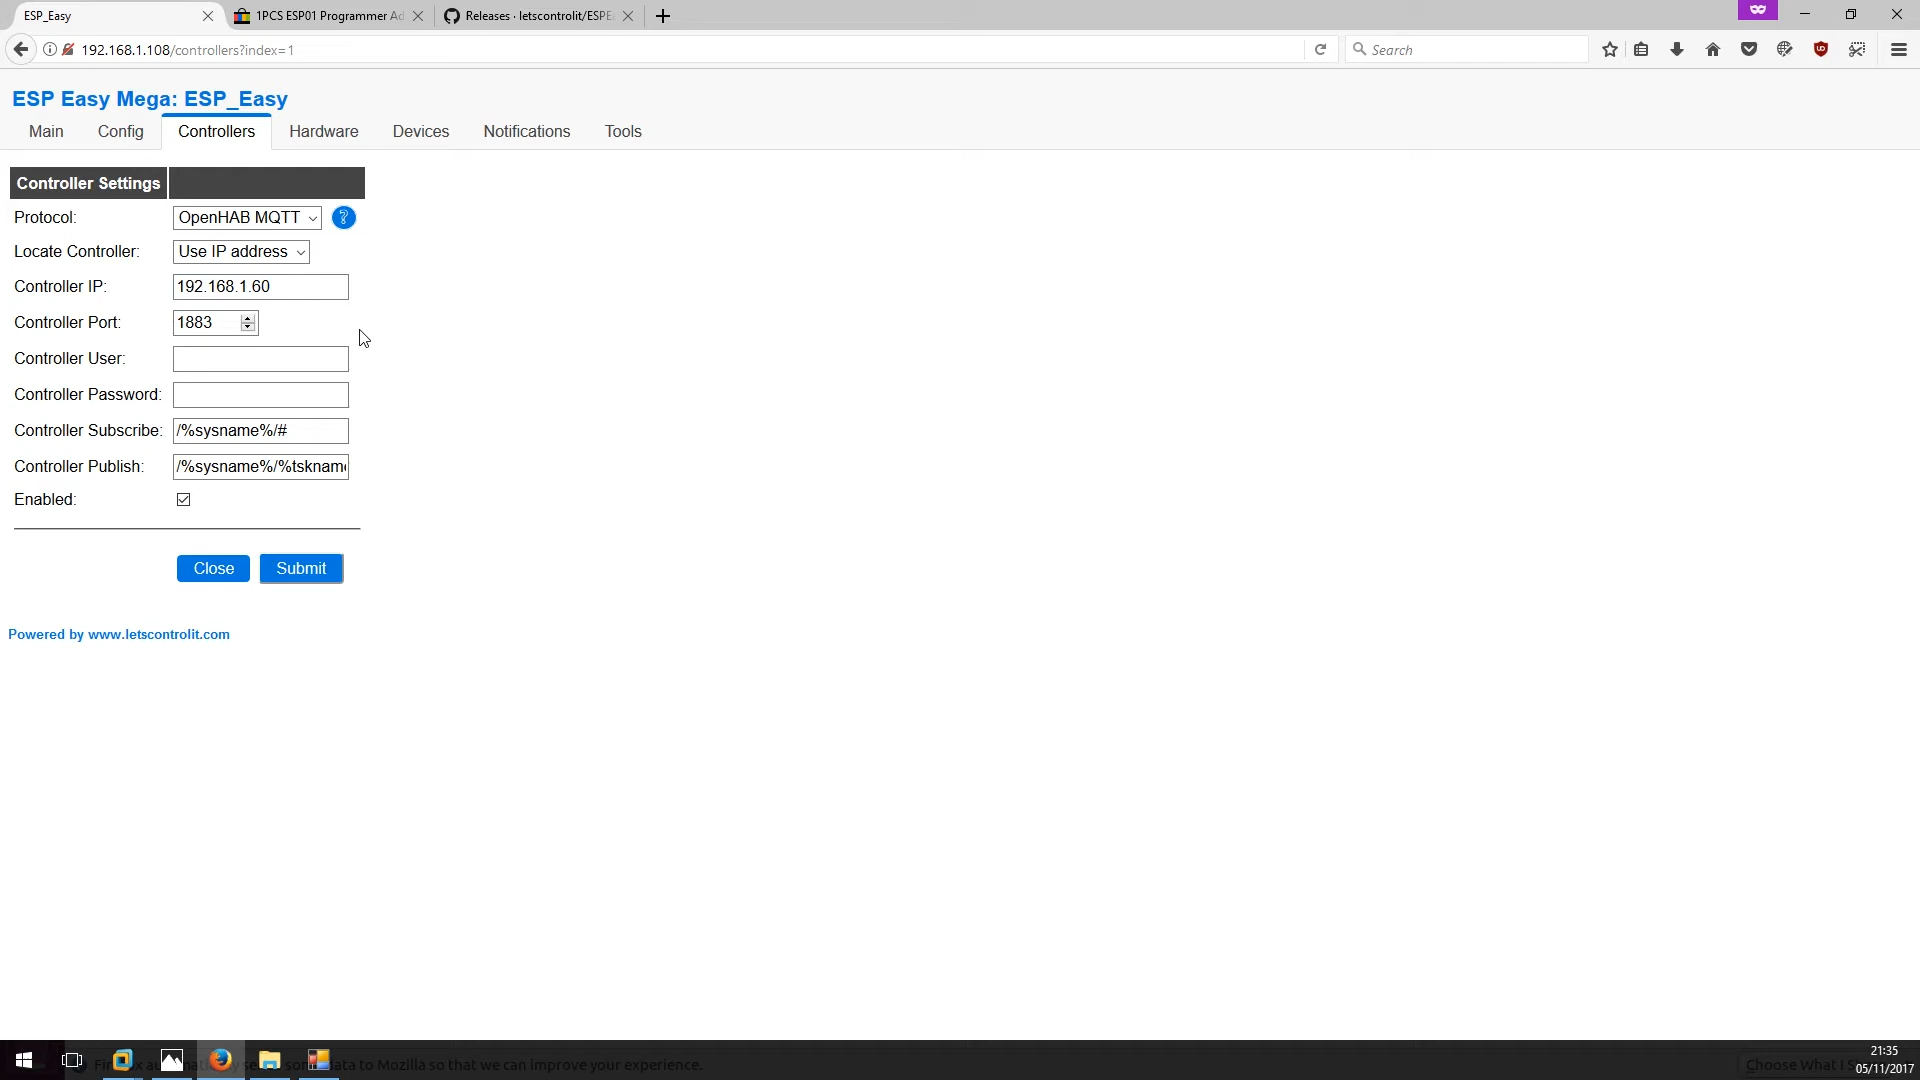 ESP_Easy
1PCS ESP01 Programmer Ad
Releases · letscontrolit/ESPE
192.168.1.108/controllers?index=1
Search
ESP Easy Mega: ESP_Easy
Main
Config
Controllers
Hardware
Devices
Notifications
Tools
Controller Settings
Protocol:
OpenHAB MQTT
?
Locate Controller:
Use IP address
Controller IP:
192.168.1.60
Controller Port:
1883
Controller User:
Controller Password:
Controller Subscribe:
/%sysname%/#
Controller Publish:
/%sysname%/%tskname
Enabled:
Close
Submit
Powered by www.letscontrolit.com
data to Mozilla so that we can improve your experience.
Choose What I
21:35
05/11/2017